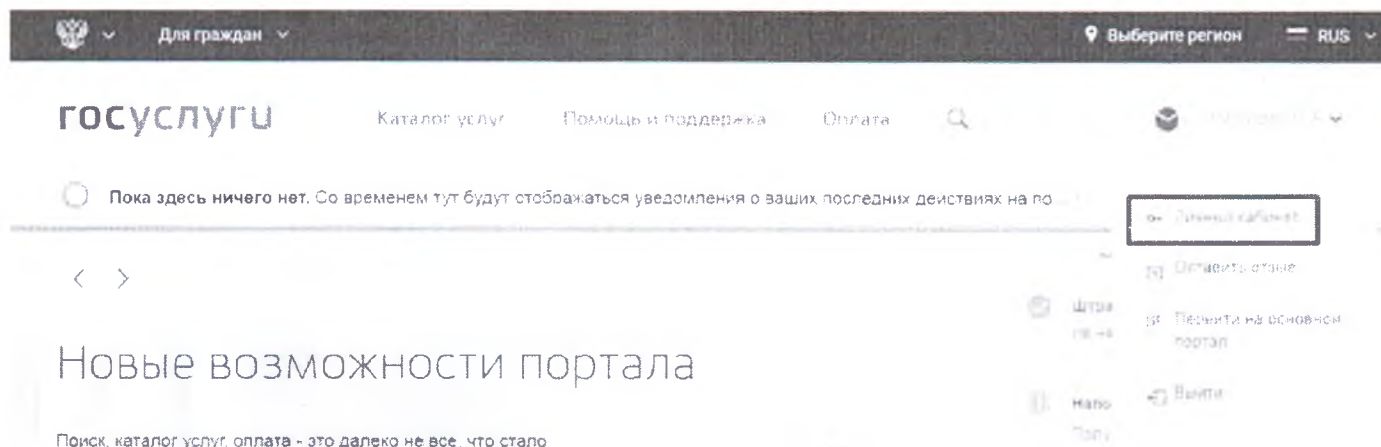 Для граждан
Выберите регион
RUS
госуслуги
Каталог услуг
Помощь и поддержка
Оплата
Пока здесь ничего нет. Со временем тут будут отображаться уведомления о ваших последних действиях на по
Личный кабинет
Оставить отзыв
Штра
Перейти на основной
портал
Новые возможности портала
Выйти
Нало
Поиск, каталог услуг, оплата - это далеко не все, что стало